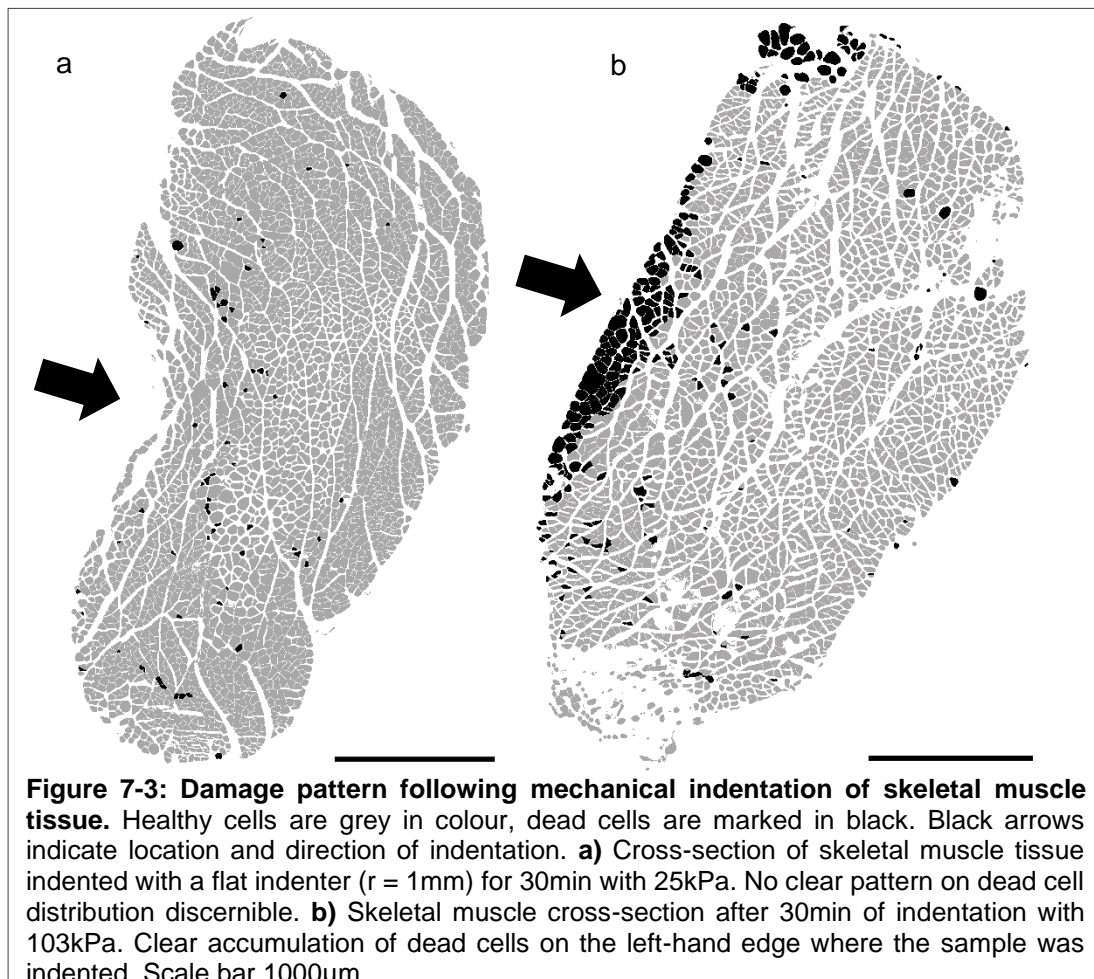 a
b
Figure 7-3: Damage pattern following mechanical indentation of skeletal muscle
tissue. Healthy cells are grey in colour, dead cells are marked in black. Black arrows
indicate location and direction of indentation. a) Cross-section of skeletal muscle tissue
indented with a flat indenter (r = 1mm) for 30min with 25kPa. No clear pattern on dead cell
distribution discernible. b) Skeletal muscle cross-section after 30min of indentation with
103kPa. Clear accumulation of dead cells on the left-hand edge where the sample was
indented. Scale bar 1000um